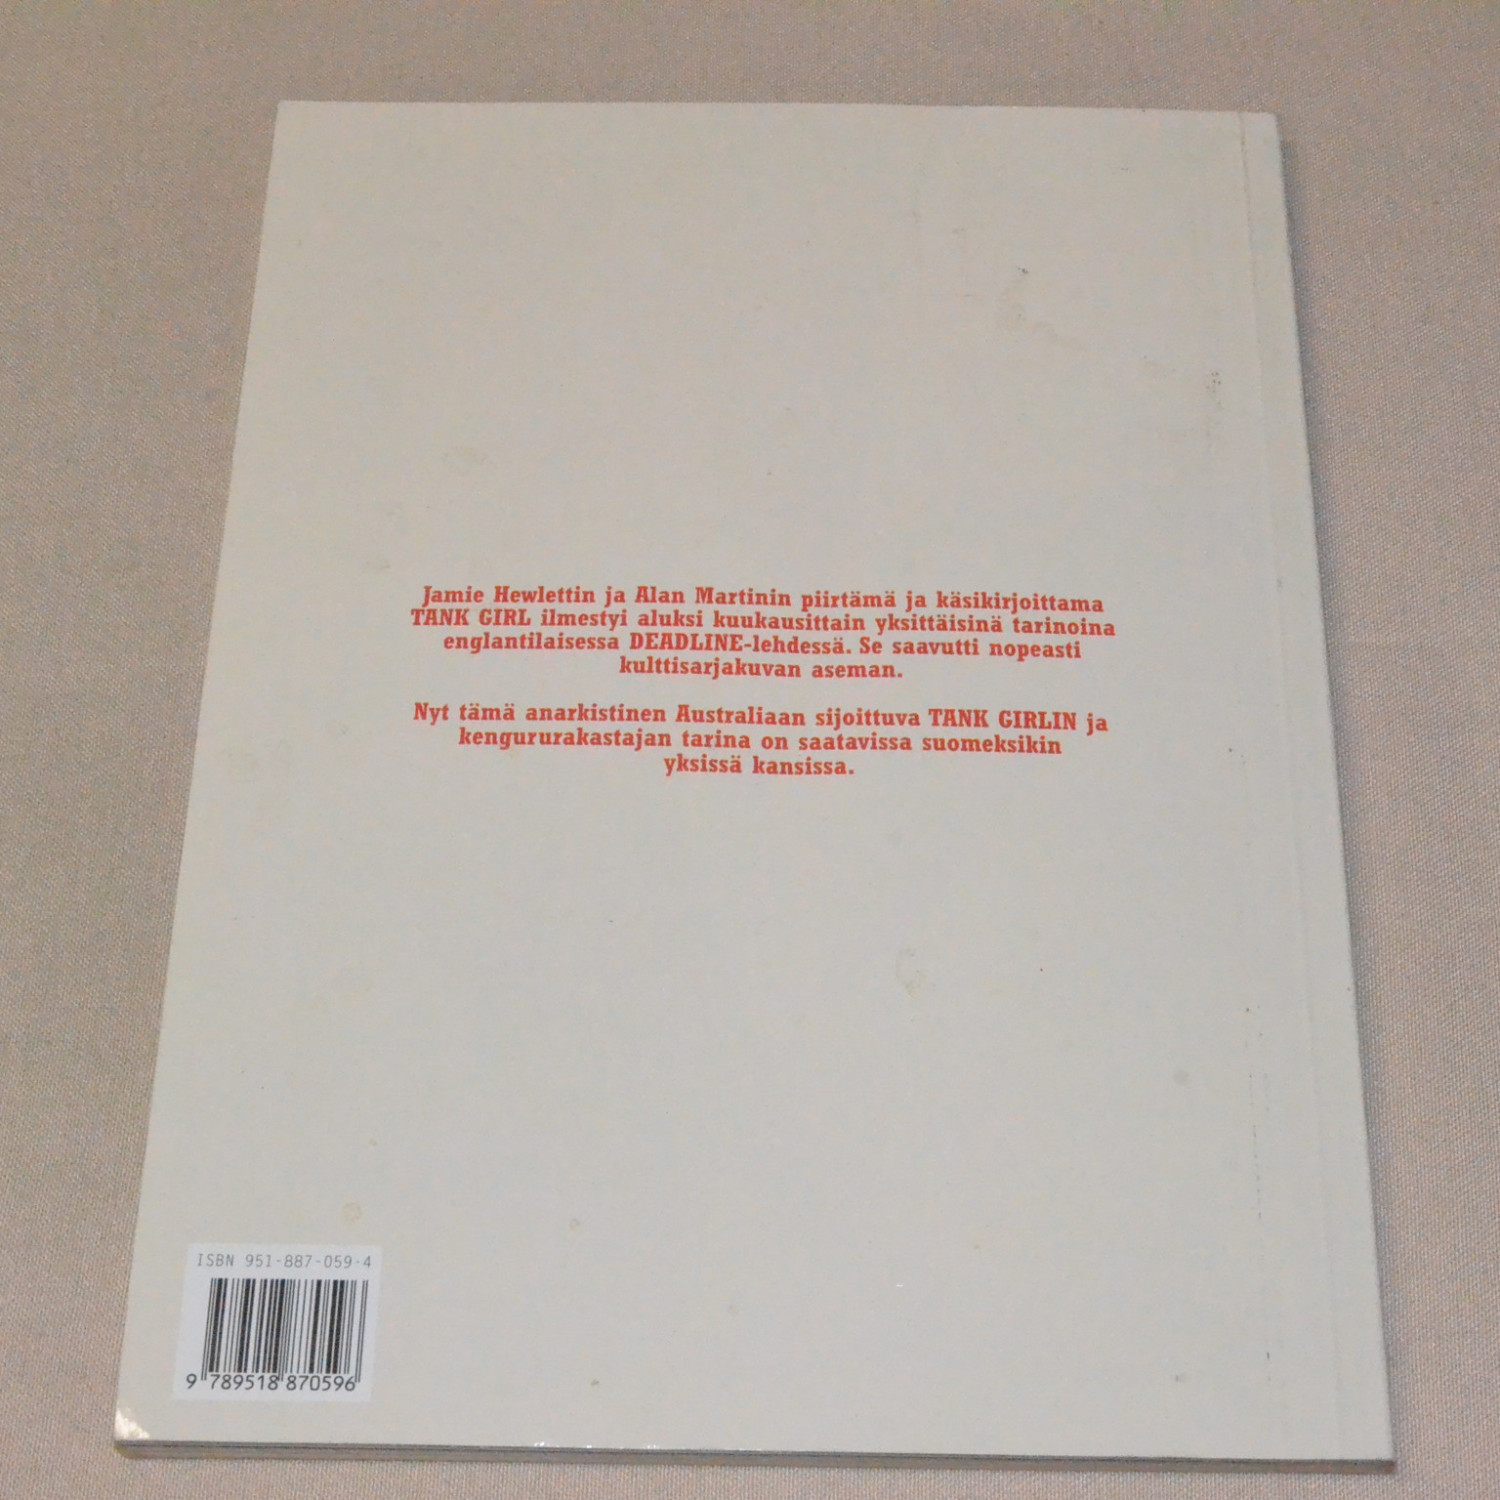 Jamie Hewlettin ja Alan Martinin piirtämä ja käsikirjoittama
TANK GIRL ilmestyi aluksi kuukausittain yksittäisinä tarinoina
englantilaisessa DEADLINE-lehdessä. Se saavutti nopeasti
kulttisarjakuvan aseman.
Nyt tämä anarkistinen Australiaan sijoittuva TANK GIRLIN ja
kengururakastajan tarina on saatavissa suomeksikin
yksissä kansissa.
ISBN 951-887-059-4
9 789518 870596